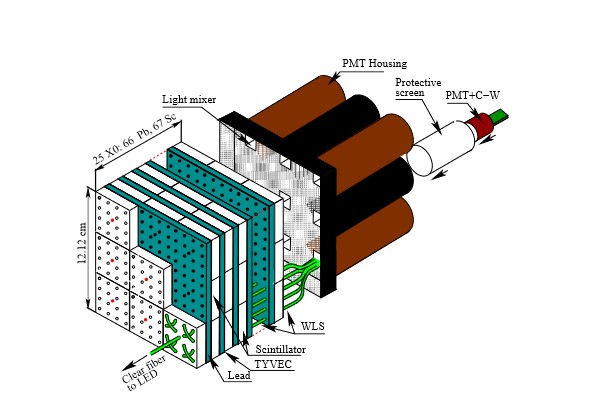 PMT Housing
Protective
screen
PMT+C−W
Light mixer
25 X0: 66 Pb, 67 Sc
12.12 cm
WLS
Scintillator
TYVEC
Lead
Clear fiber
to LED